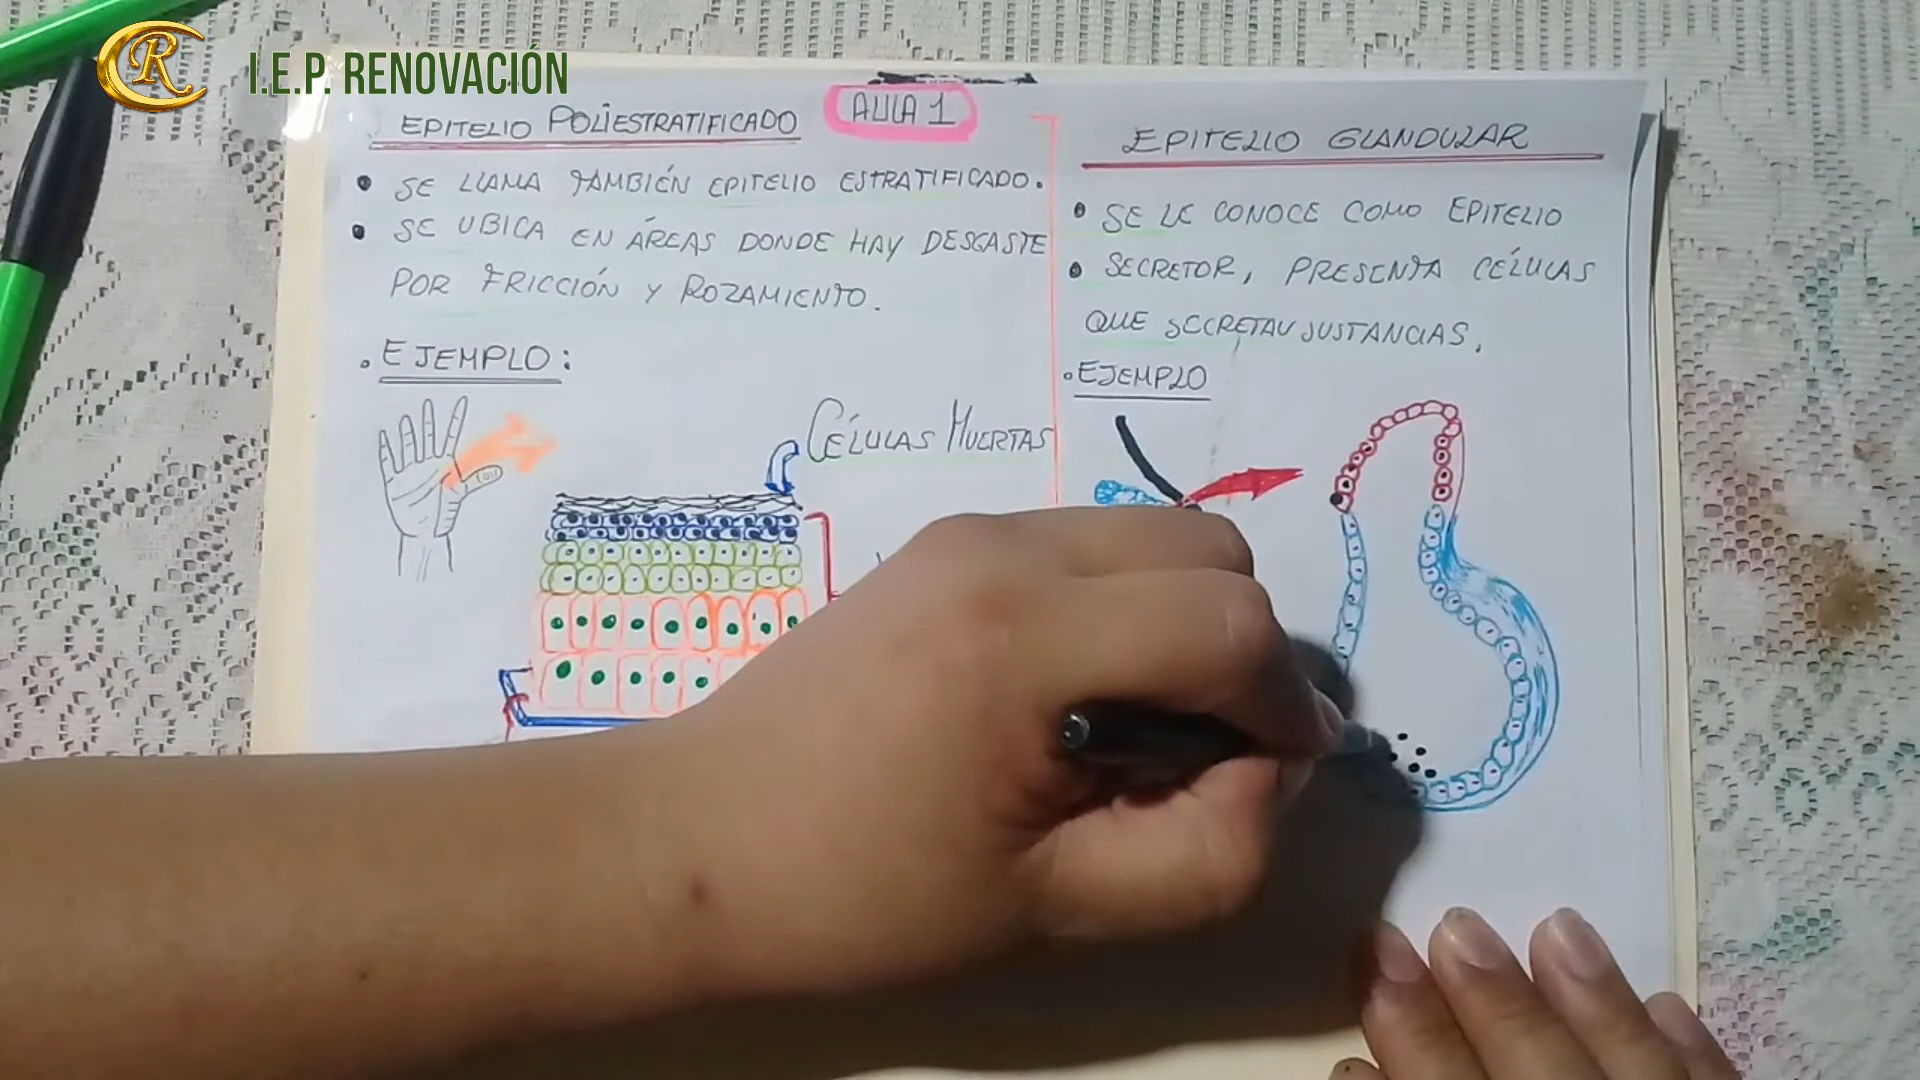 I.E.P. RENOVACIÓN
AULA 1
EPITELIO POLIESTRATIFICADO
• SE LLAMA TAMBIÉN EPITELIO ESTRATIFICADO.
• SE UBICA EN ÁREAS DONDE HAY DESGASTE
POR FRICCIÓN Y ROZAMIENTO.
• EJEMPLO:
CÉLULAS MUERTAS
EPITELIO GLANDULAR
• SE LE CONOCE COMO EPITELIO
• SECRETOR, PRESENTA CÉLULAS
QUE SECRETAN SUSTANCIAS.
• EJEMPLO